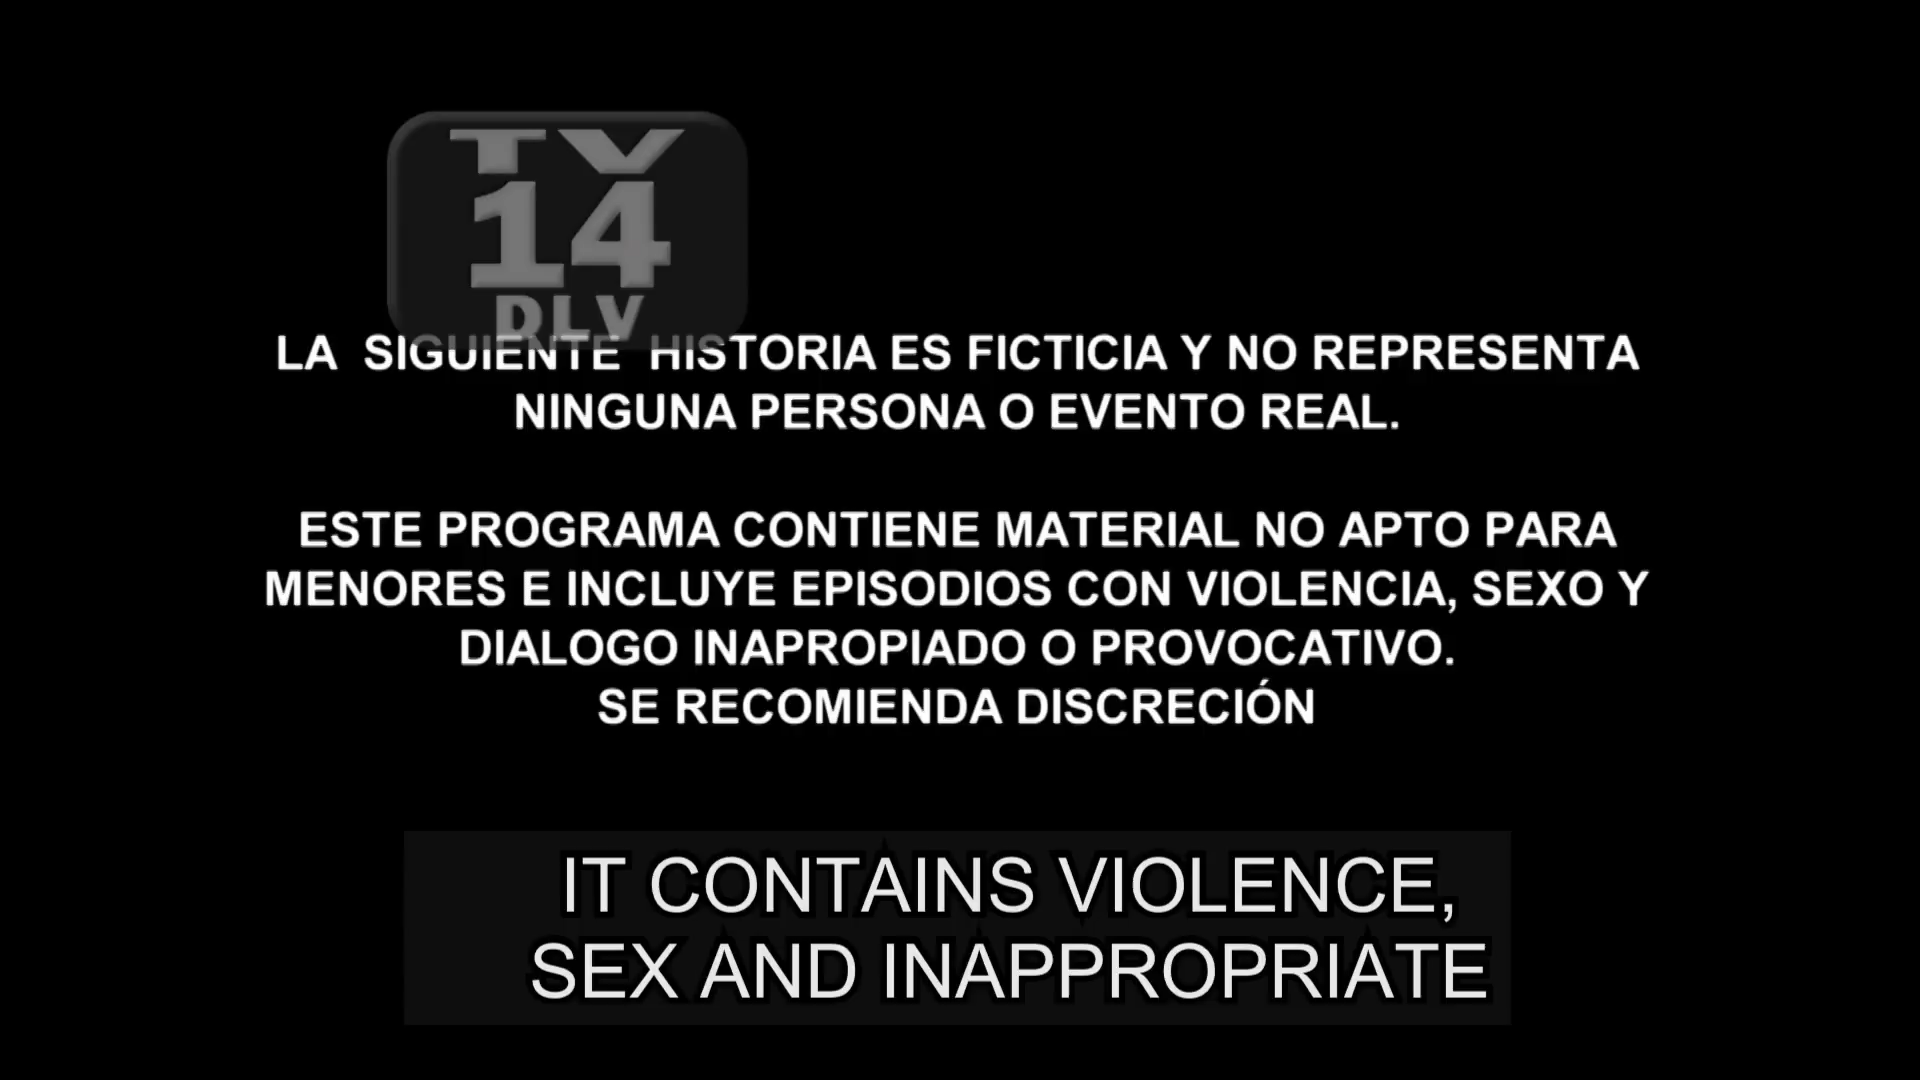 TV
14
DLV
LA SIGUIENTE HISTORIA ES FICTICIA Y NO REPRESENTA
NINGUNA PERSONA O EVENTO REAL.
ESTE PROGRAMA CONTIENE MATERIAL NO APTO PARA
MENORES E INCLUYE EPISODIOS CON VIOLENCIA, SEXO Y
DIALOGO INAPROPIADO O PROVOCATIVO.
SE RECOMIENDA DISCRECIÓN
IT CONTAINS VIOLENCE,
SEX AND INAPPROPRIATE